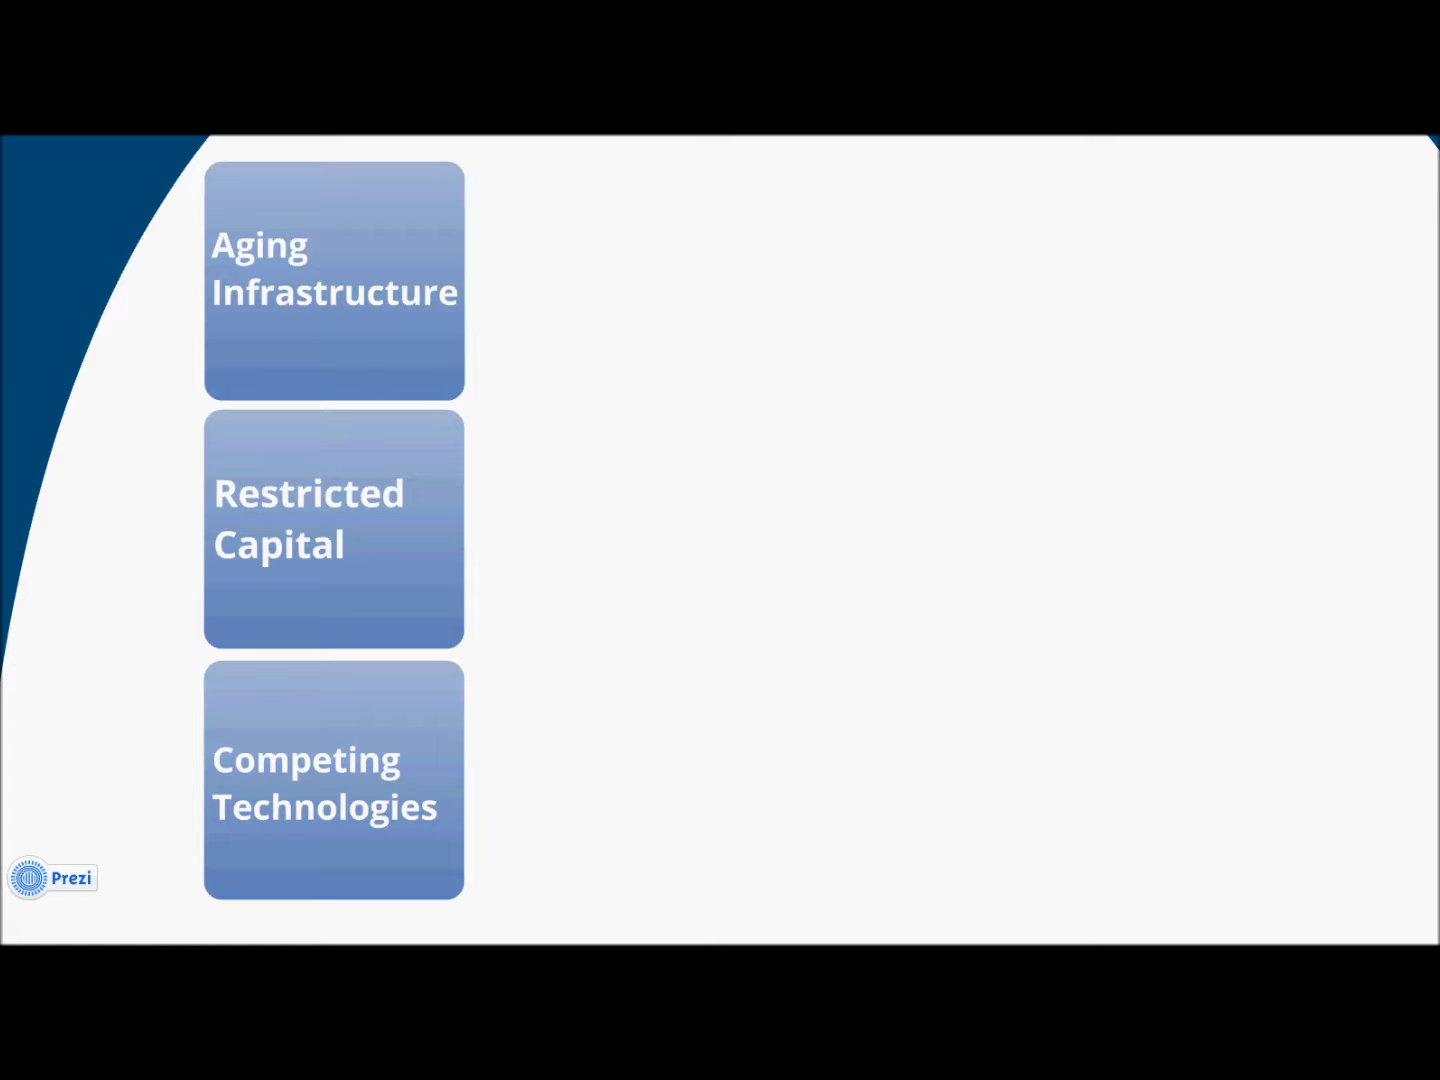 Aging
Infrastructure
Restricted
Capital
Competing
Technologies
Prezi